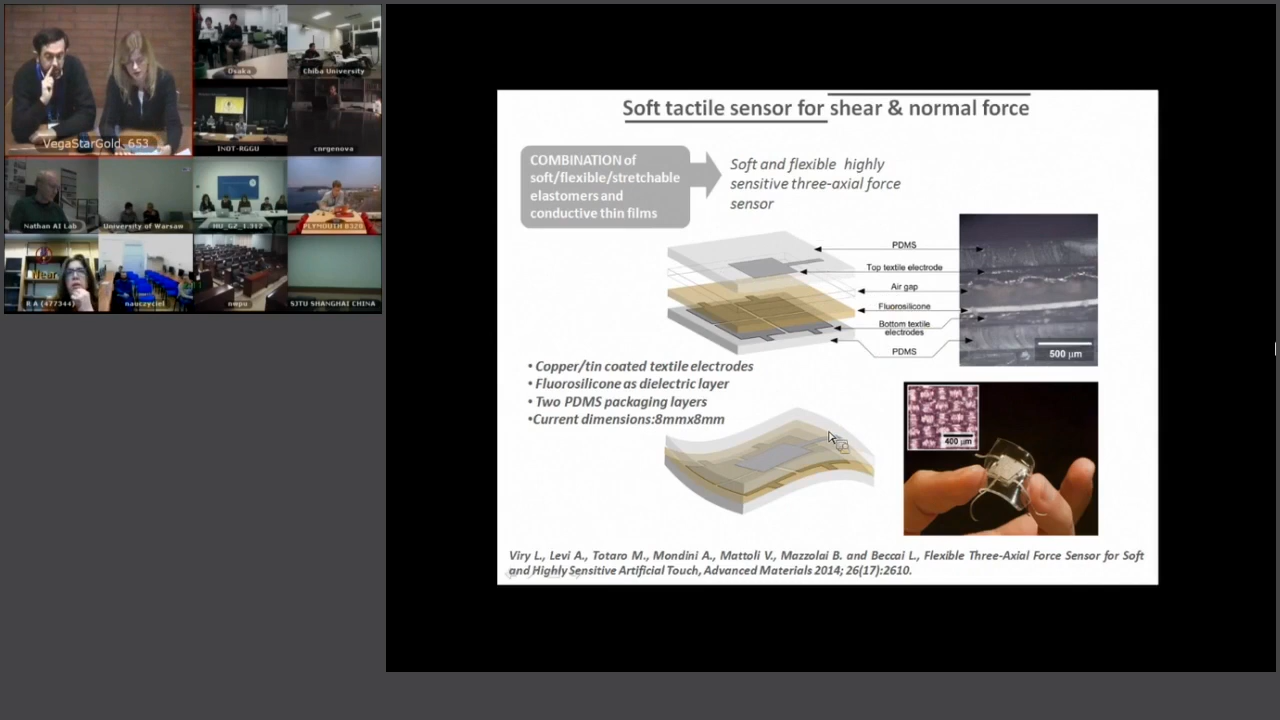 VegaStarGold_653
Osaka
Chiba University
INOT-RGGU
cnrgenova
Nathan AI Lab
University of Warsaw
HU_GZ_1.312
PLYMOUTH B320
R A (427344)
nauczyciel
nwpu
SJTU SHANGHAI CHINA
Soft tactile sensor for shear & normal force
COMBINATION of
soft/flexible/stretchable
elastomers and
conductive thin films
Soft and flexible highly
sensitive three-axial force
sensor
PDMS
Top textile electrode
Air gap
Fluorosilicone
Bottom textile
electrodes
PDMS
500 µm
• Copper/tin coated textile electrodes
• Fluorosilicone as dielectric layer
• Two PDMS packaging layers
•Current dimensions:8mmx8mm
400 µm
Viry L., Levi A., Totaro M., Mondini A., Mattoli V., Mazzolai B. and Beccai L., Flexible Three-Axial Force Sensor for Soft
and Highly Sensitive Artificial Touch, Advanced Materials 2014; 26(17):2610.